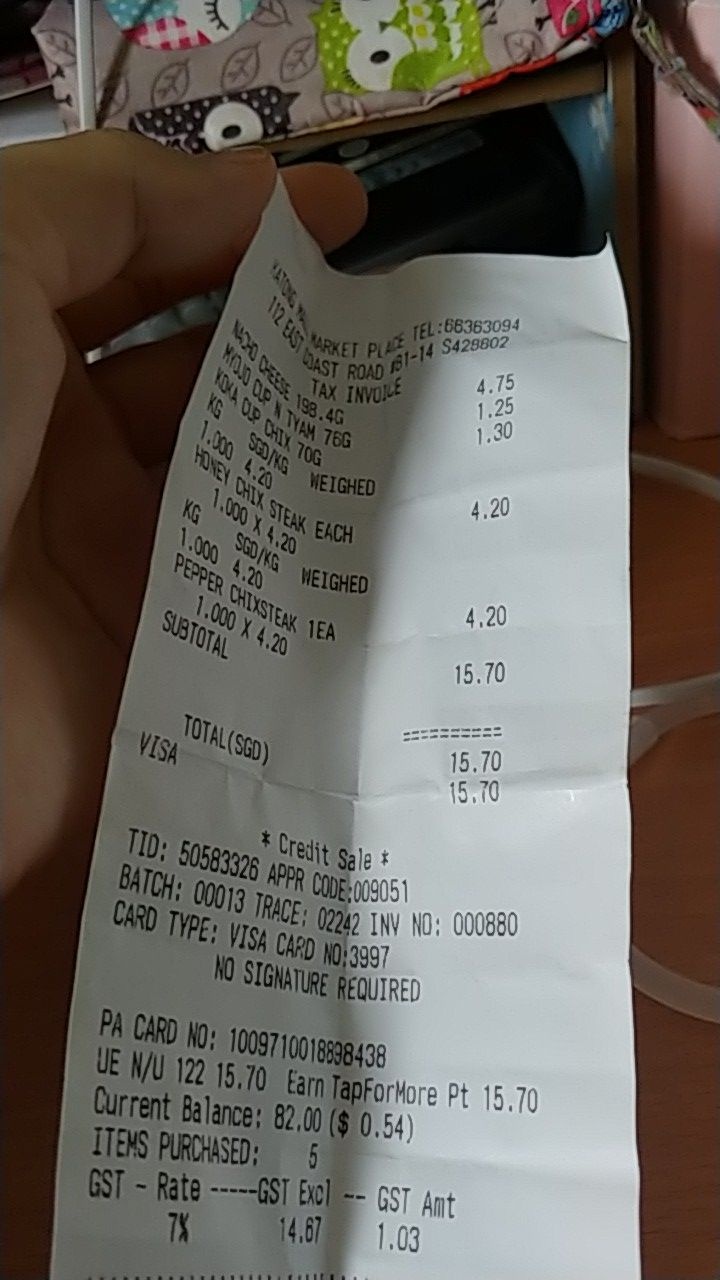 KATONG MARKET PLACE TEL:66363094
112 EAST COAST ROAD #B1-14 S428802
TAX INVOICE
NACHO CHEESE 198.4G 4.75
MYOJO CUP N TYAM 76G 1.25
KOKA CUP CHIX 70G 1.30
KG SGD/KG WEIGHED
1.000 4.20
HONEY CHIX STEAK EACH 4.20
1.000 X 4.20
KG SGD/KG WEIGHED
1.000 4.20
PEPPER CHIXSTEAK 1EA 4.20
1.000 X 4.20
SUBTOTAL 15.70
==========
TOTAL(SGD) 15.70
VISA 15.70
* Credit Sale *
TID: 50583326 APPR CODE:009051
BATCH: 00013 TRACE: 02242 INV NO: 000880
CARD TYPE: VISA CARD NO:3997
NO SIGNATURE REQUIRED
PA CARD NO: 1009710018898438
UE N/U 122 15.70 Earn TapForMore Pt 15.70
Current Balance: 82.00 ($ 0.54)
ITEMS PURCHASED: 5
GST - Rate -----GST Excl -- GST Amt
7% 14.67 1.03